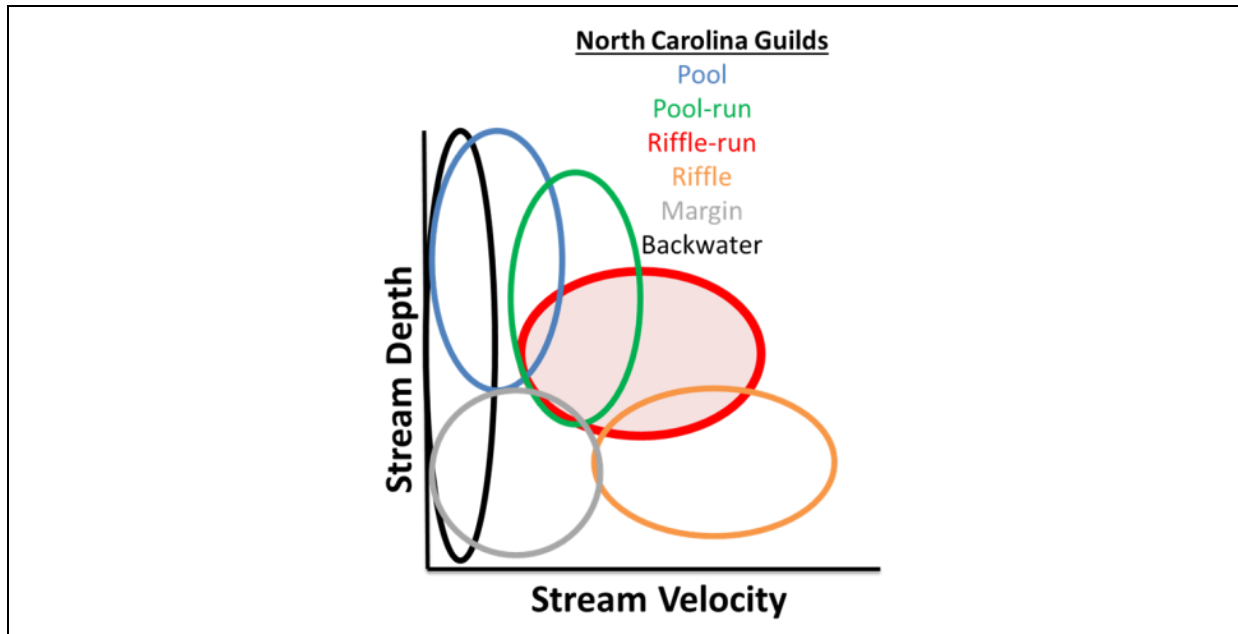 North Carolina Guilds
Pool
Pool-run
Riffle-run
Riffle
Margin
Backwater
Stream Depth
Stream Velocity